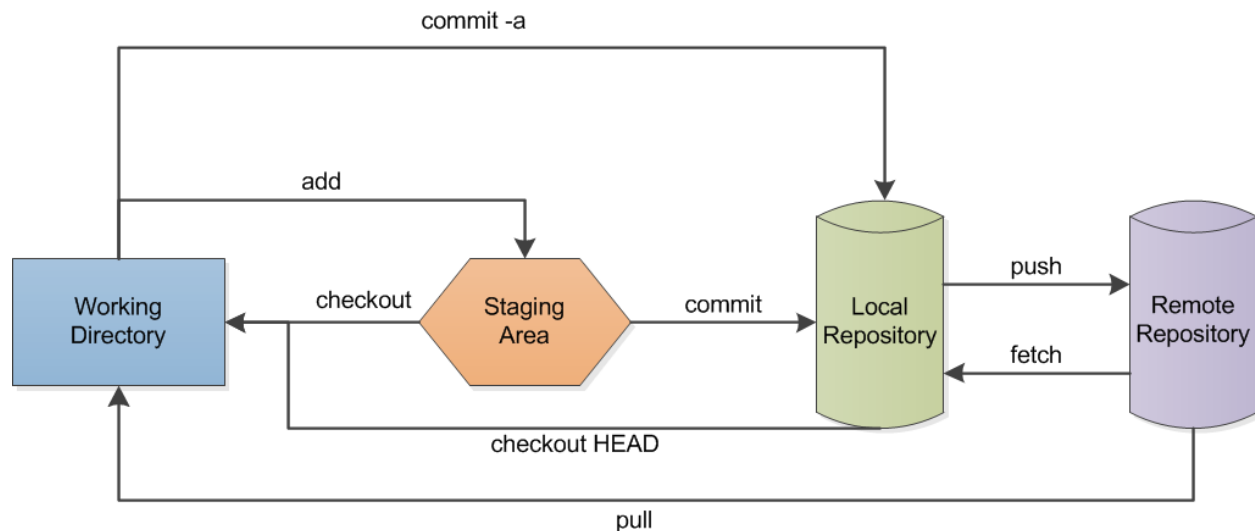 commit -a
add
Working
Directory
checkout
Staging
Area
commit
Local
Repository
push
fetch
Remote
Repository
checkout HEAD
pull